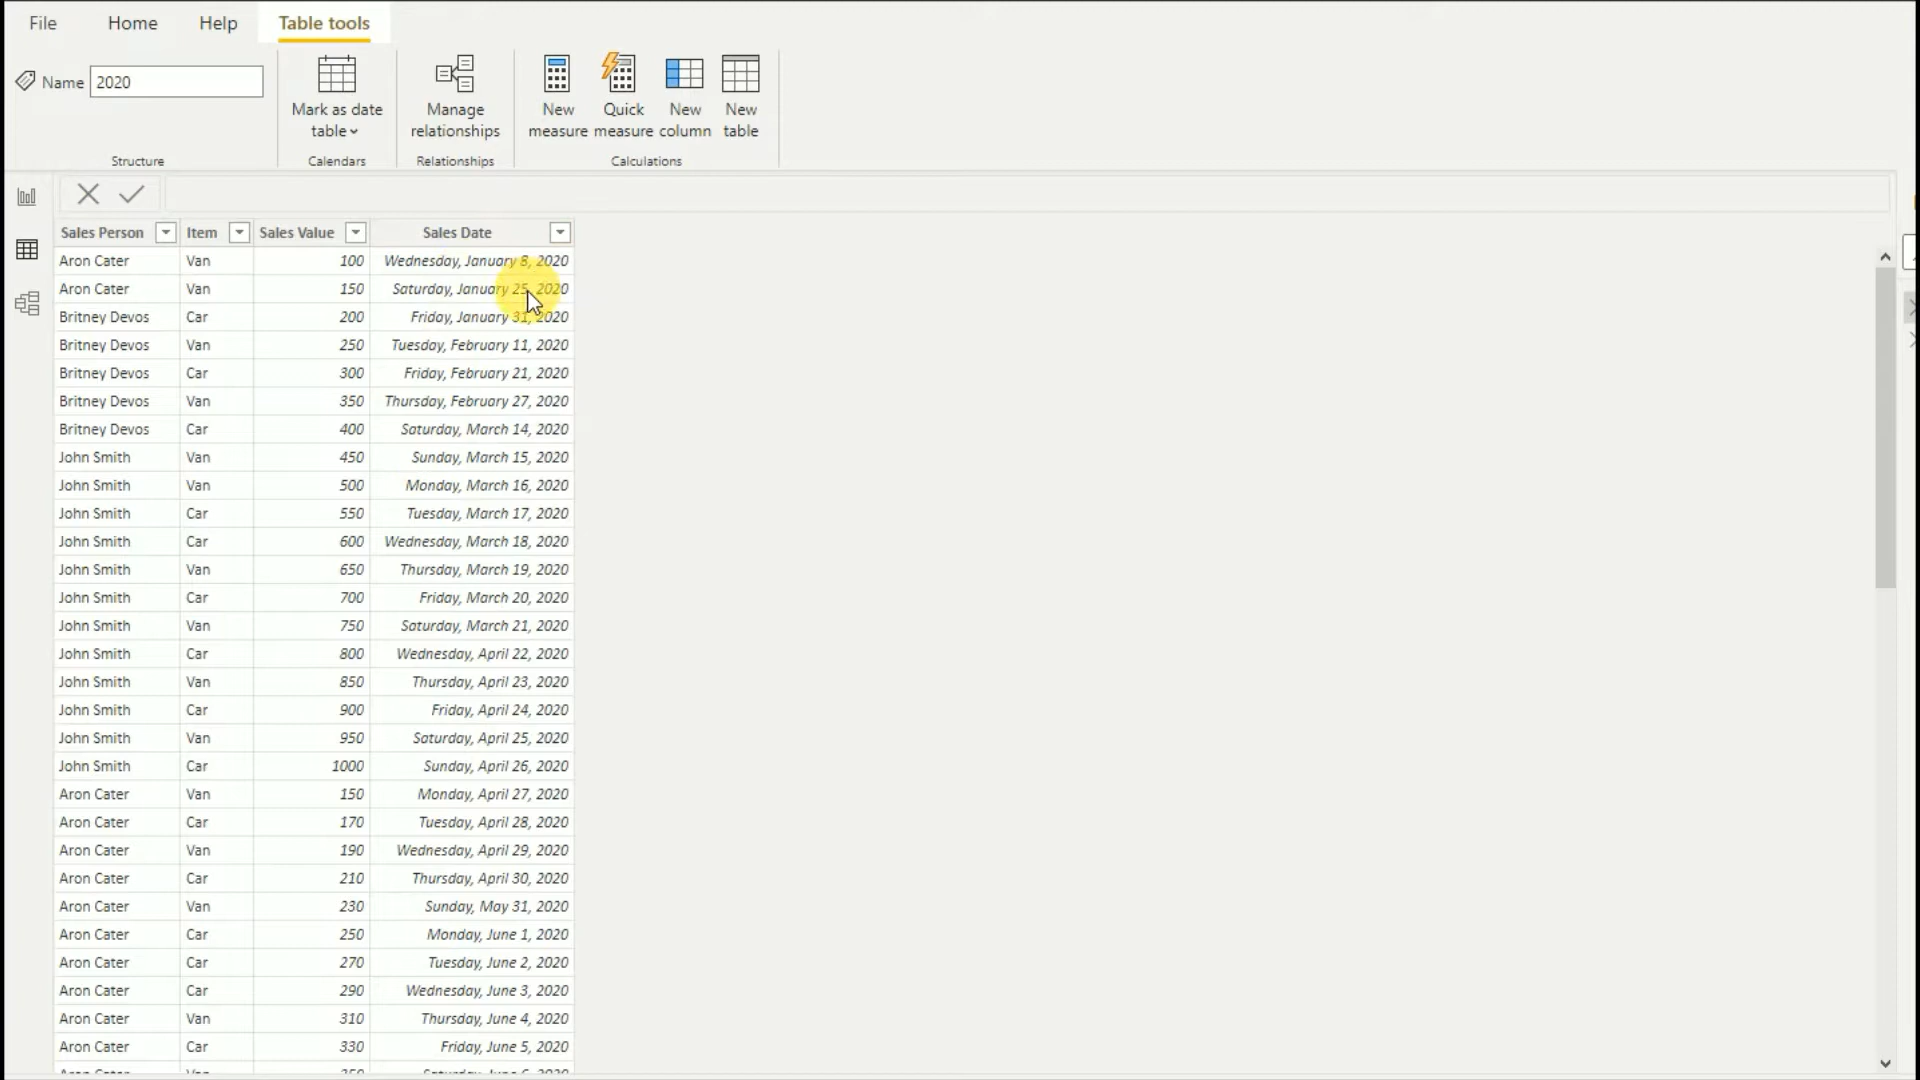 File Home Help Table tools
Name 2020
Mark as date table
Manage relationships
New measure
Quick measure
New column
New table
Structure Calendars Relationships Calculations
Sales Person Item Sales Value Sales Date
Aron Cater Van 100 Wednesday, January 8, 2020
Aron Cater Van 150 Saturday, January 25, 2020
Britney Devos Car 200 Friday, January 31, 2020
Britney Devos Van 250 Tuesday, February 11, 2020
Britney Devos Car 300 Friday, February 21, 2020
Britney Devos Van 350 Thursday, February 27, 2020
Britney Devos Car 400 Saturday, March 14, 2020
John Smith Van 450 Sunday, March 15, 2020
John Smith Van 500 Monday, March 16, 2020
John Smith Car 550 Tuesday, March 17, 2020
John Smith Car 600 Wednesday, March 18, 2020
John Smith Van 650 Thursday, March 19, 2020
John Smith Car 700 Friday, March 20, 2020
John Smith Van 750 Saturday, March 21, 2020
John Smith Car 800 Wednesday, April 22, 2020
John Smith Van 850 Thursday, April 23, 2020
John Smith Car 900 Friday, April 24, 2020
John Smith Van 950 Saturday, April 25, 2020
John Smith Car 1000 Sunday, April 26, 2020
Aron Cater Van 150 Monday, April 27, 2020
Aron Cater Car 170 Tuesday, April 28, 2020
Aron Cater Van 190 Wednesday, April 29, 2020
Aron Cater Car 210 Thursday, April 30, 2020
Aron Cater Van 230 Sunday, May 31, 2020
Aron Cater Car 250 Monday, June 1, 2020
Aron Cater Car 270 Tuesday, June 2, 2020
Aron Cater Car 290 Wednesday, June 3, 2020
Aron Cater Van 310 Thursday, June 4, 2020
Aron Cater Car 330 Friday, June 5, 2020